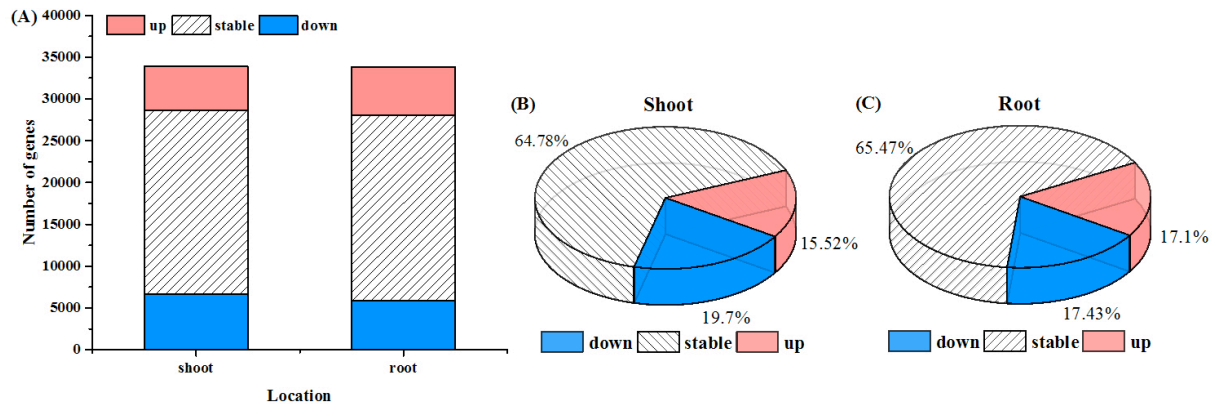 (A)
up stable down
40000
35000
30000
25000
20000
15000
10000
5000
0
Number of genes
shoot root
Location
(B)
Shoot
64.78%
15.52%
19.7%
down stable up
(C)
Root
65.47%
17.1%
17.43%
down stable up